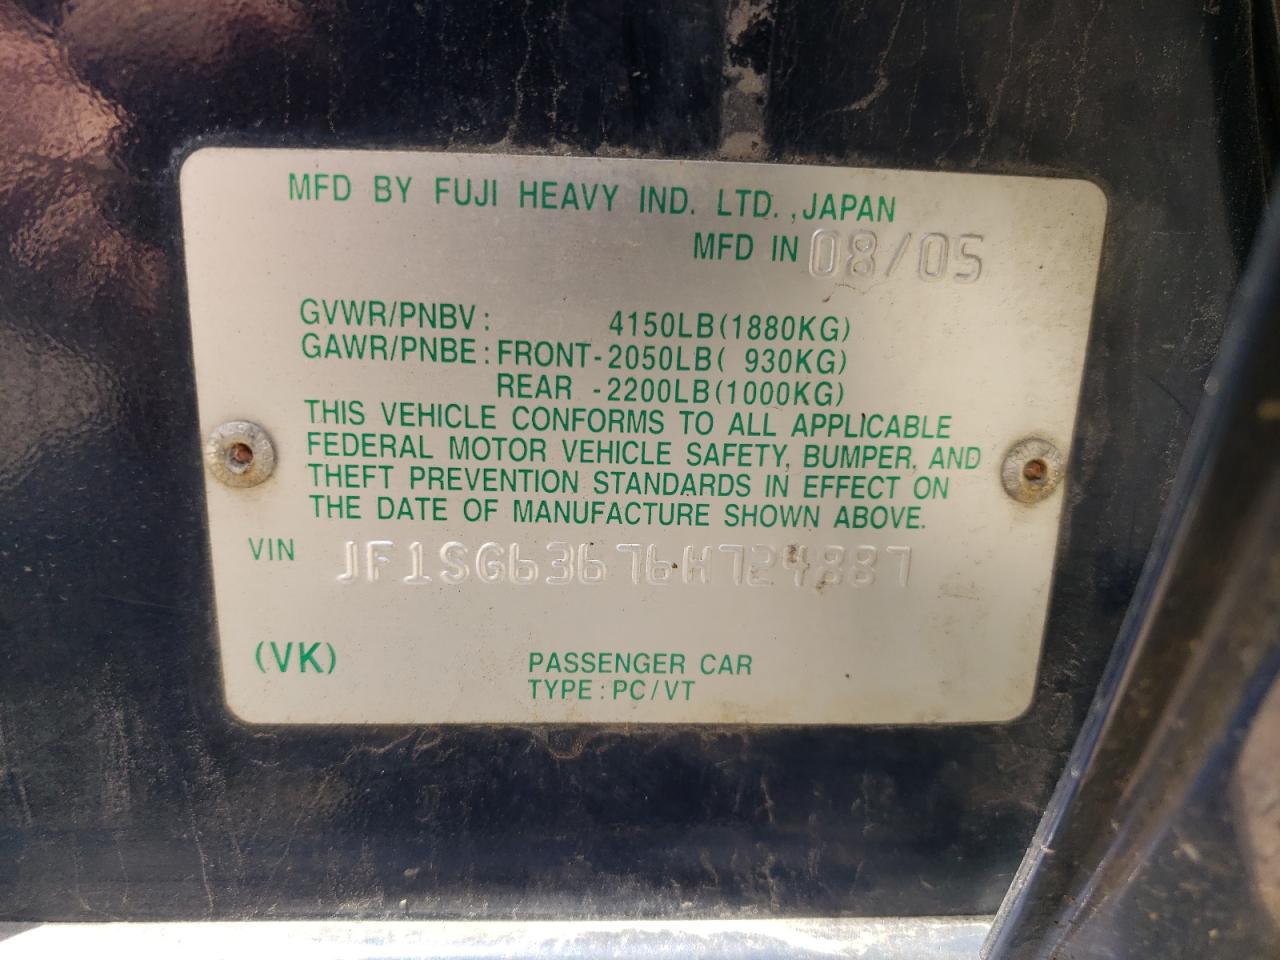 MFD BY FUJI HEAVY IND. LTD., JAPAN
MFD IN 08/05
GVWR/PNBV: 4150LB(1880KG)
GAWR/PNBE: FRONT-2050LB( 930KG)
REAR -2200LB(1000KG)
THIS VEHICLE CONFORMS TO ALL APPLICABLE
FEDERAL MOTOR VEHICLE SAFETY, BUMPER, AND
THEFT PREVENTION STANDARDS IN EFFECT ON
THE DATE OF MANUFACTURE SHOWN ABOVE.
VIN JF1SG63676H724887
(VK) PASSENGER CAR
TYPE: PC/VT